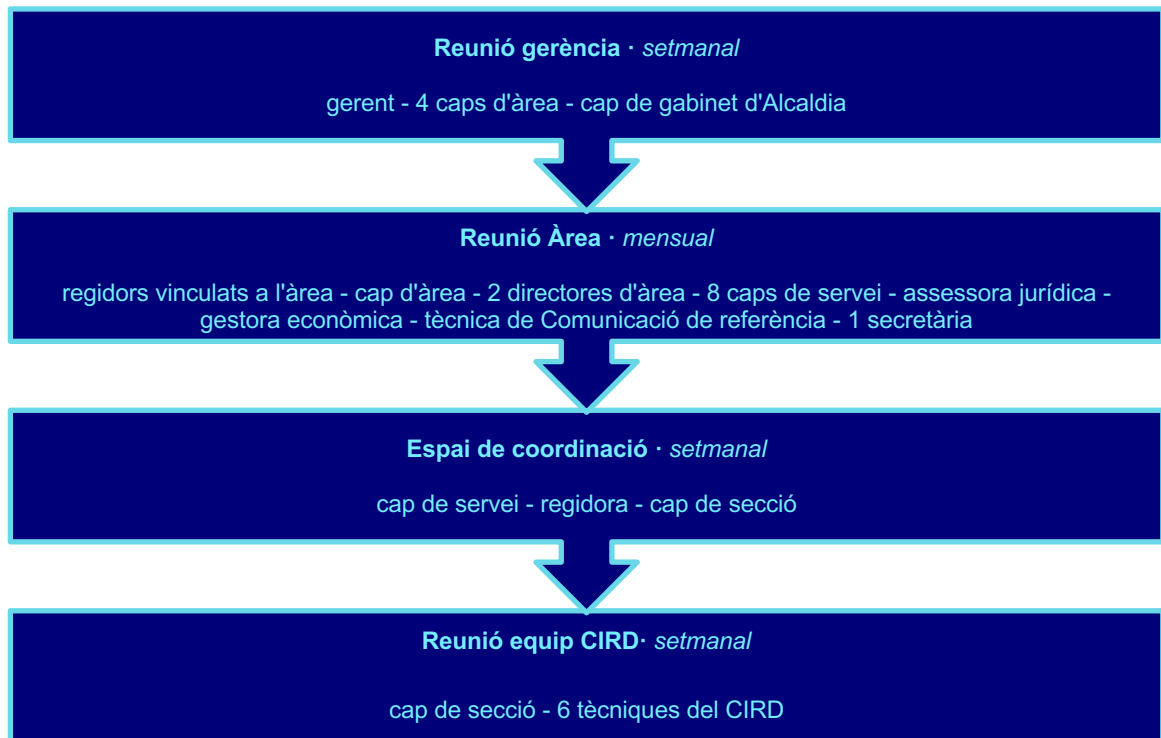 Reunió gerència · setmanal
gerent - 4 caps d'àrea - cap de gabinet d'Alcaldia
Reunió Àrea · mensual
regidors vinculats a l'àrea - cap d'àrea - 2 directores d'àrea - 8 caps de servei - assessora jurídica -
gestora econòmica - tècnica de Comunicació de referència - 1 secretària
Espai de coordinació · setmanal
cap de servei - regidora - cap de secció
Reunió equip CIRD· setmanal
cap de secció - 6 tècniques del CIRD